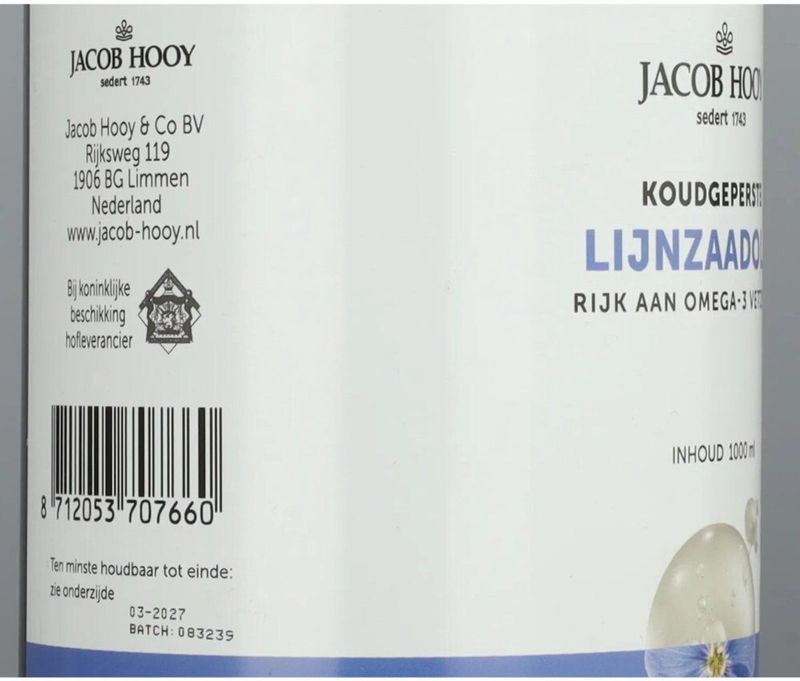 JACOB HOOY
sedert 1743
Jacob Hooy & Co BV
Rijksweg 119
1906 BG Limmen
Nederland
www.jacob-hooy.nl
Bij koninklijke
beschikking
hofleverancier
8 712053 707660
Ten minste houdbaar tot einde:
zie onderzijde
03-2027
BATCH: 083239
JACOB HOOY
sedert 1743
KOUDGEPERSTE
LIJNZAADO
RIJK AAN OMEGA-3 VET
INHOUD 1000 ml